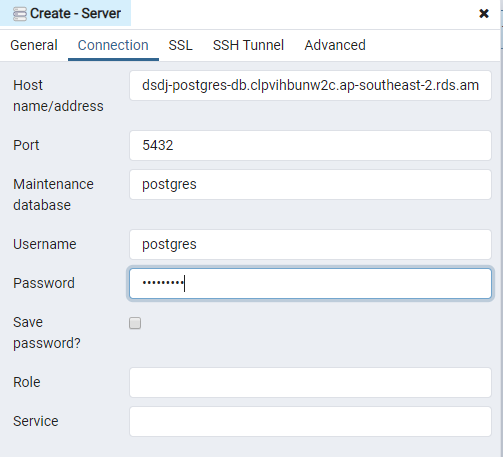 Create - Server
General Connection SSL SSH Tunnel Advanced
Host name/address dsdj-postgres-db.clpvihbunw2c.ap-southeast-2.rds.am
Port 5432
Maintenance database postgres
Username postgres
Password •••••••••
Save password?
Role
Service